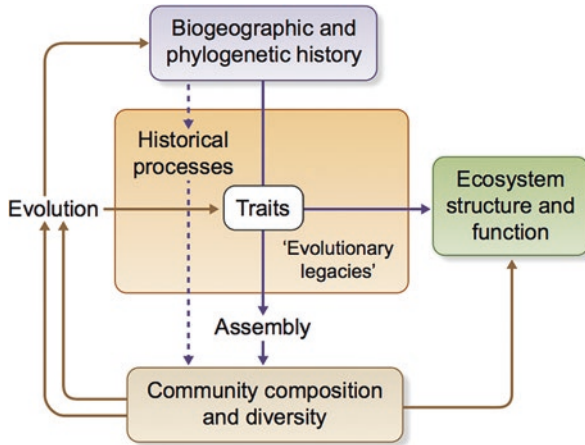 Biogeographic and
phylogenetic history
Historical
processes
Evolution
Traits
Ecosystem
structure and
function
‘Evolutionary
legacies’
Assembly
Community composition
and diversity